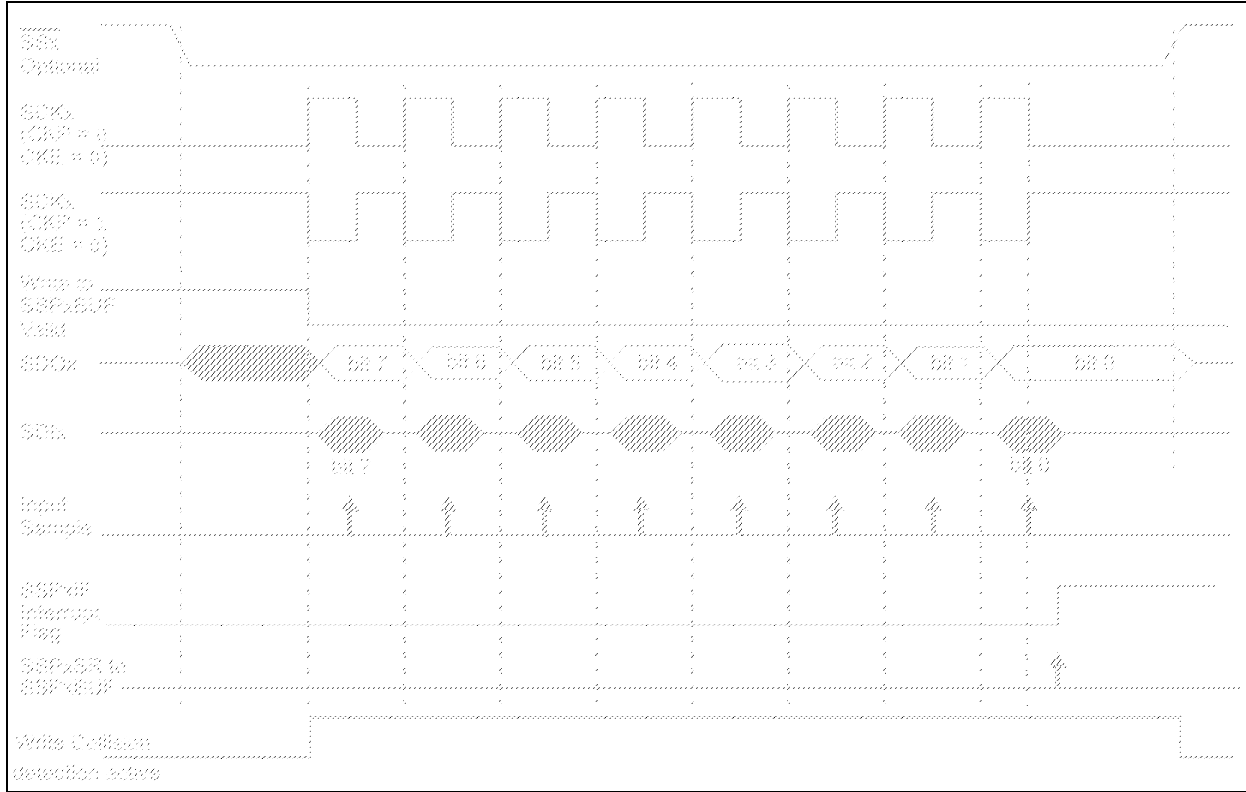 SSx
Optional
SCKx
(CKP = 0
CKE = 0)
SCKx
(CKP = 1
CKE = 0)
Write to
SSPxBUF
Valid
SDOx
bit 7
bit 6
bit 5
bit 4
bit 3
bit 2
bit 1
bit 0
SDIx
bit 7
bit 0
Input
Sample
SSPxIF
Interrupt
Flag
SSPxSR to
SSPxBUF
Write Collision
detection active